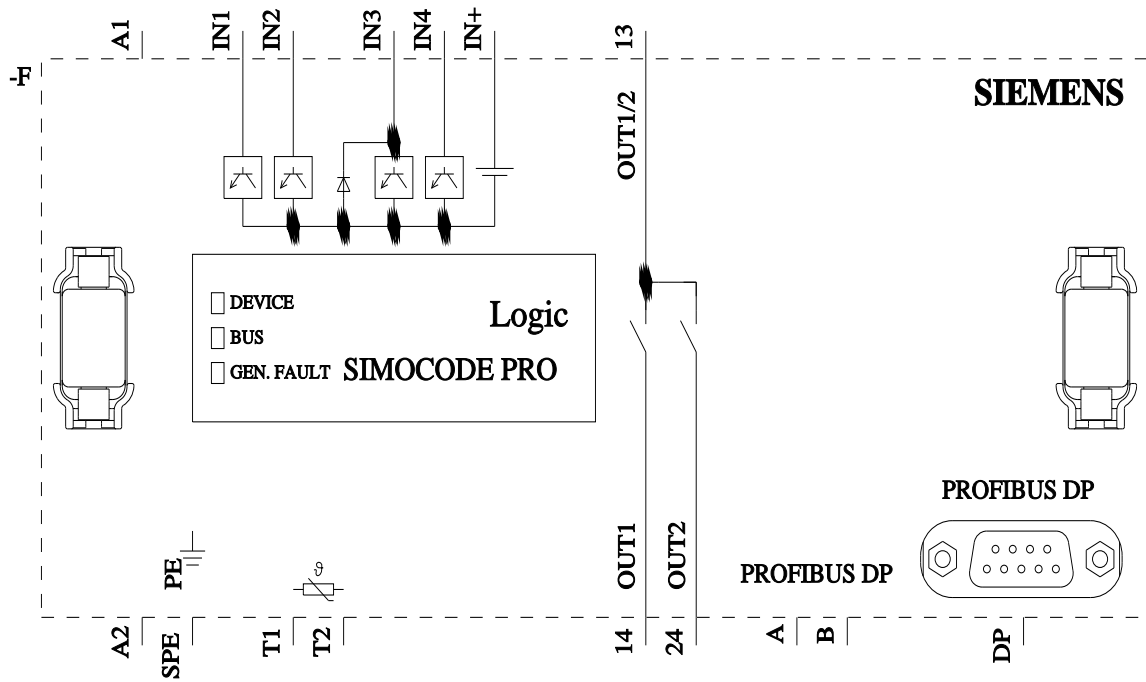 A1
IN1
IN2
IN3
IN4
IN+
13
-F
SIEMENS
OUT1/2
DEVICE
BUS
GEN. FAULT
Logic
SIMOCODE PRO
PROFIBUS DP
PROFIBUS DP
PE
ϑ
OUT1
OUT2
A2
SPE
T1
T2
14
24
A
B
DP